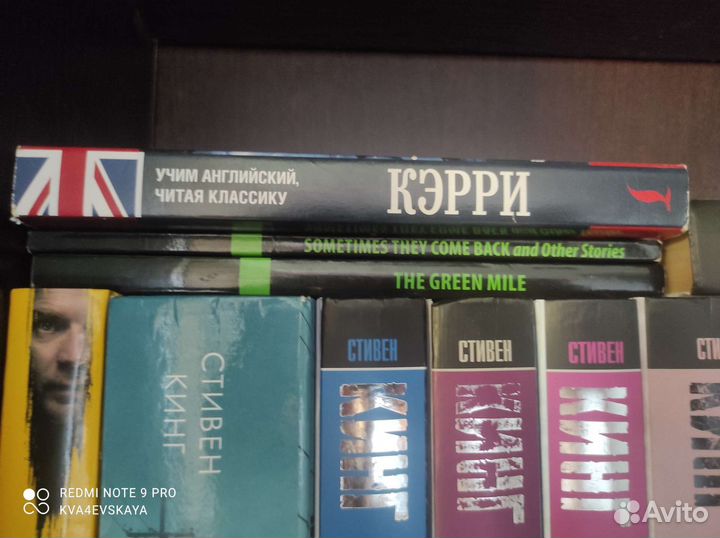 УЧИМ АНГЛИЙСКИЙ,
ЧИТАЯ КЛАССИКУ
КЭРРИ
SOMETIMES THEY COME BACK and Other Stories
THE GREEN MILE
СТИВЕН
КИНГ
СТИВЕН
КИНГ
СТИВЕН
КИНГ
СТИВЕН
КИНГ
СТИВЕН
REDMI NOTE 9 PRO
KVA4EVSKAYA
Avito